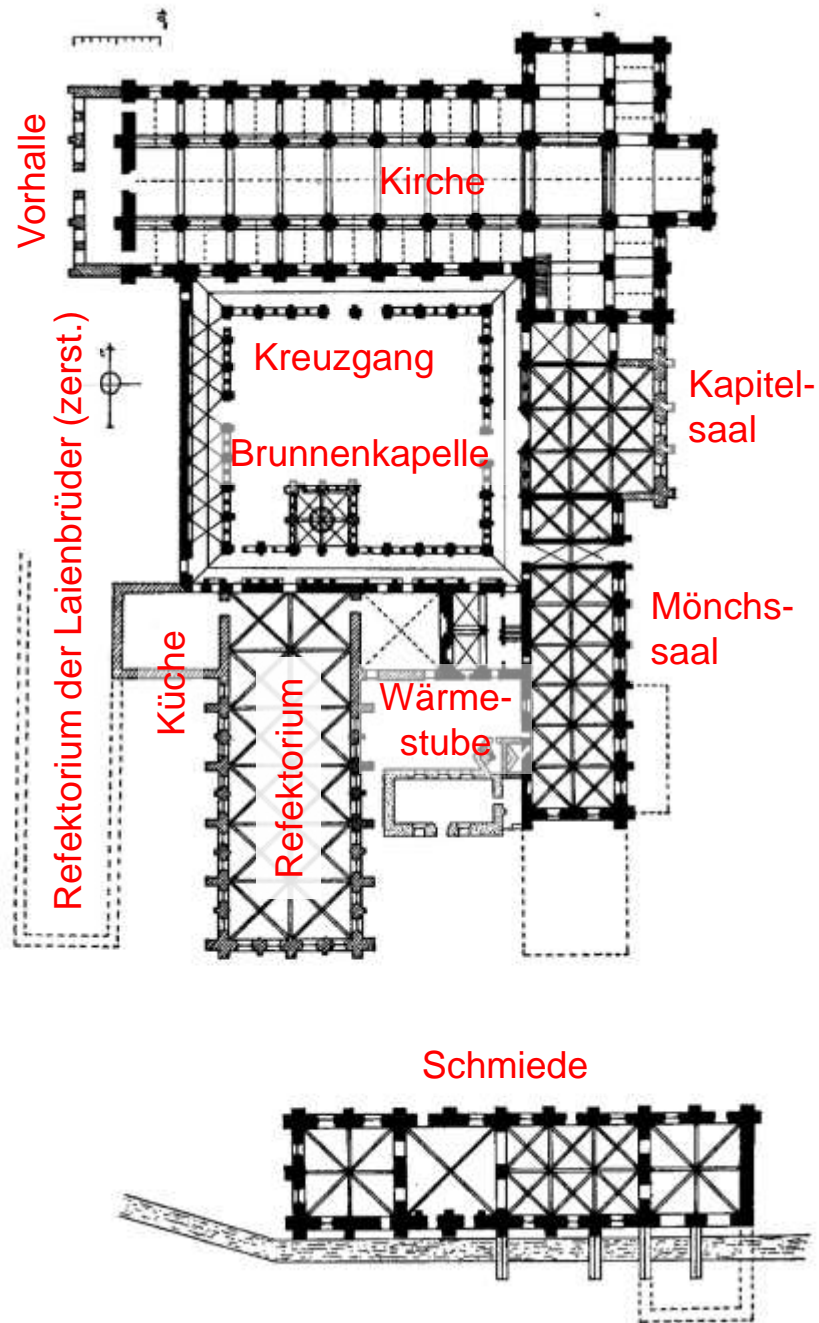 Vorhalle
Kirche
Kreuzgang
Kapitel-
saal
Brunnenkapelle
Refektorium der Laienbrüder (zerst.)
Mönchs-
saal
Küche
Refektorium
Wärme-
stube
Schmiede